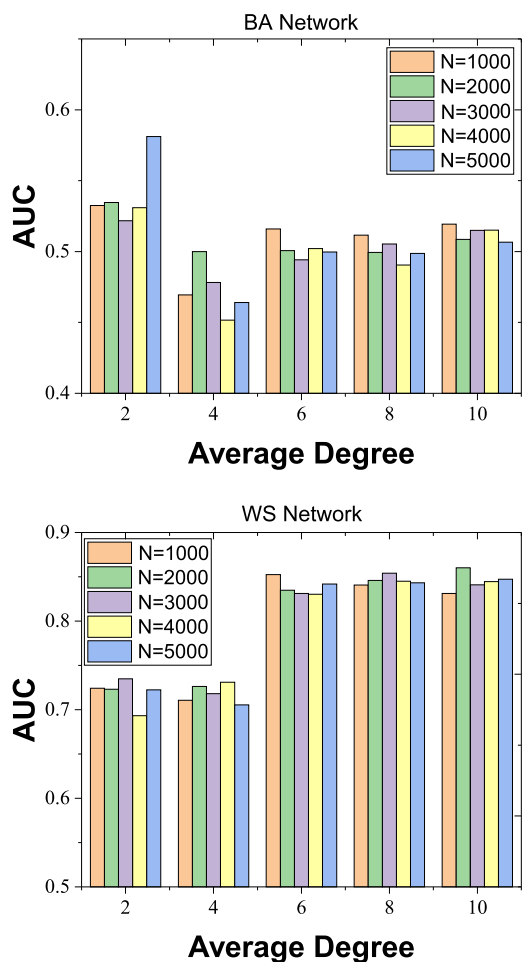 BA Network
N=1000
N=2000
N=3000
N=4000
N=5000
0.6
0.5
0.4
AUC
2 4 6 8 10
Average Degree
WS Network
N=1000
N=2000
N=3000
N=4000
N=5000
0.9
0.8
0.7
0.6
0.5
AUC
2 4 6 8 10
Average Degree